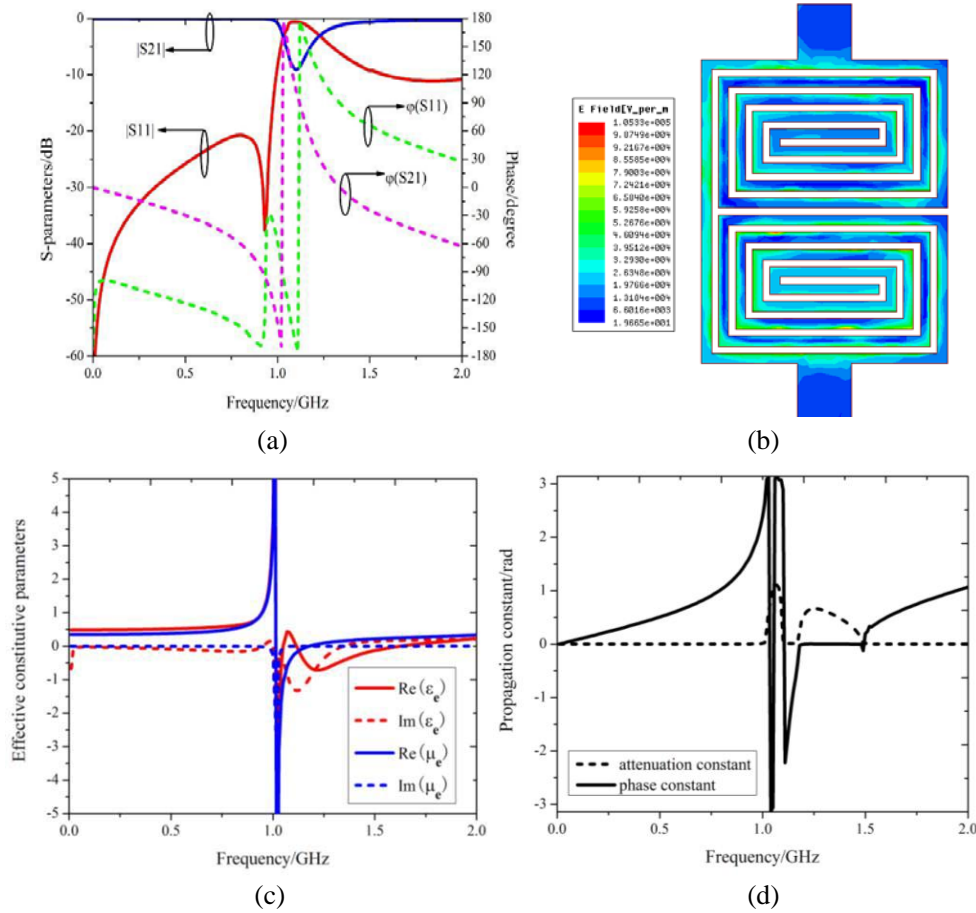 0
-10
-20
-30
-40
-50
-60
180
150
120
90
60
30
0
-30
-60
-90
-120
-150
-180
|S21|
|S11|
φ(S11)
φ(S21)
S-parameters/dB
Phase/degree
0.0 0.5 1.0 1.5 2.0
Frequency/GHz
(a)
E Field[V_per_m
1.0533e+005
9.8749e+004
9.2167e+004
8.5585e+004
7.9003e+004
7.2421e+004
6.5840e+004
5.9258e+004
5.2676e+004
4.6094e+004
3.9512e+004
3.2930e+004
2.6348e+004
1.9766e+004
1.3184e+004
6.6016e+003
1.9665e+001
(b)
5
4
3
2
1
0
-1
-2
-3
-4
-5
Effective constitutive parameters
Re(εe)
Im(εe)
Re(μe)
Im(μe)
0.0 0.5 1.0 1.5 2.0
Frequency/GHz
(c)
3
2
1
0
-1
-2
-3
Propagation constant/rad
attenuation constant
phase constant
0.0 0.5 1.0 1.5 2.0
Frequency/GHz
(d)